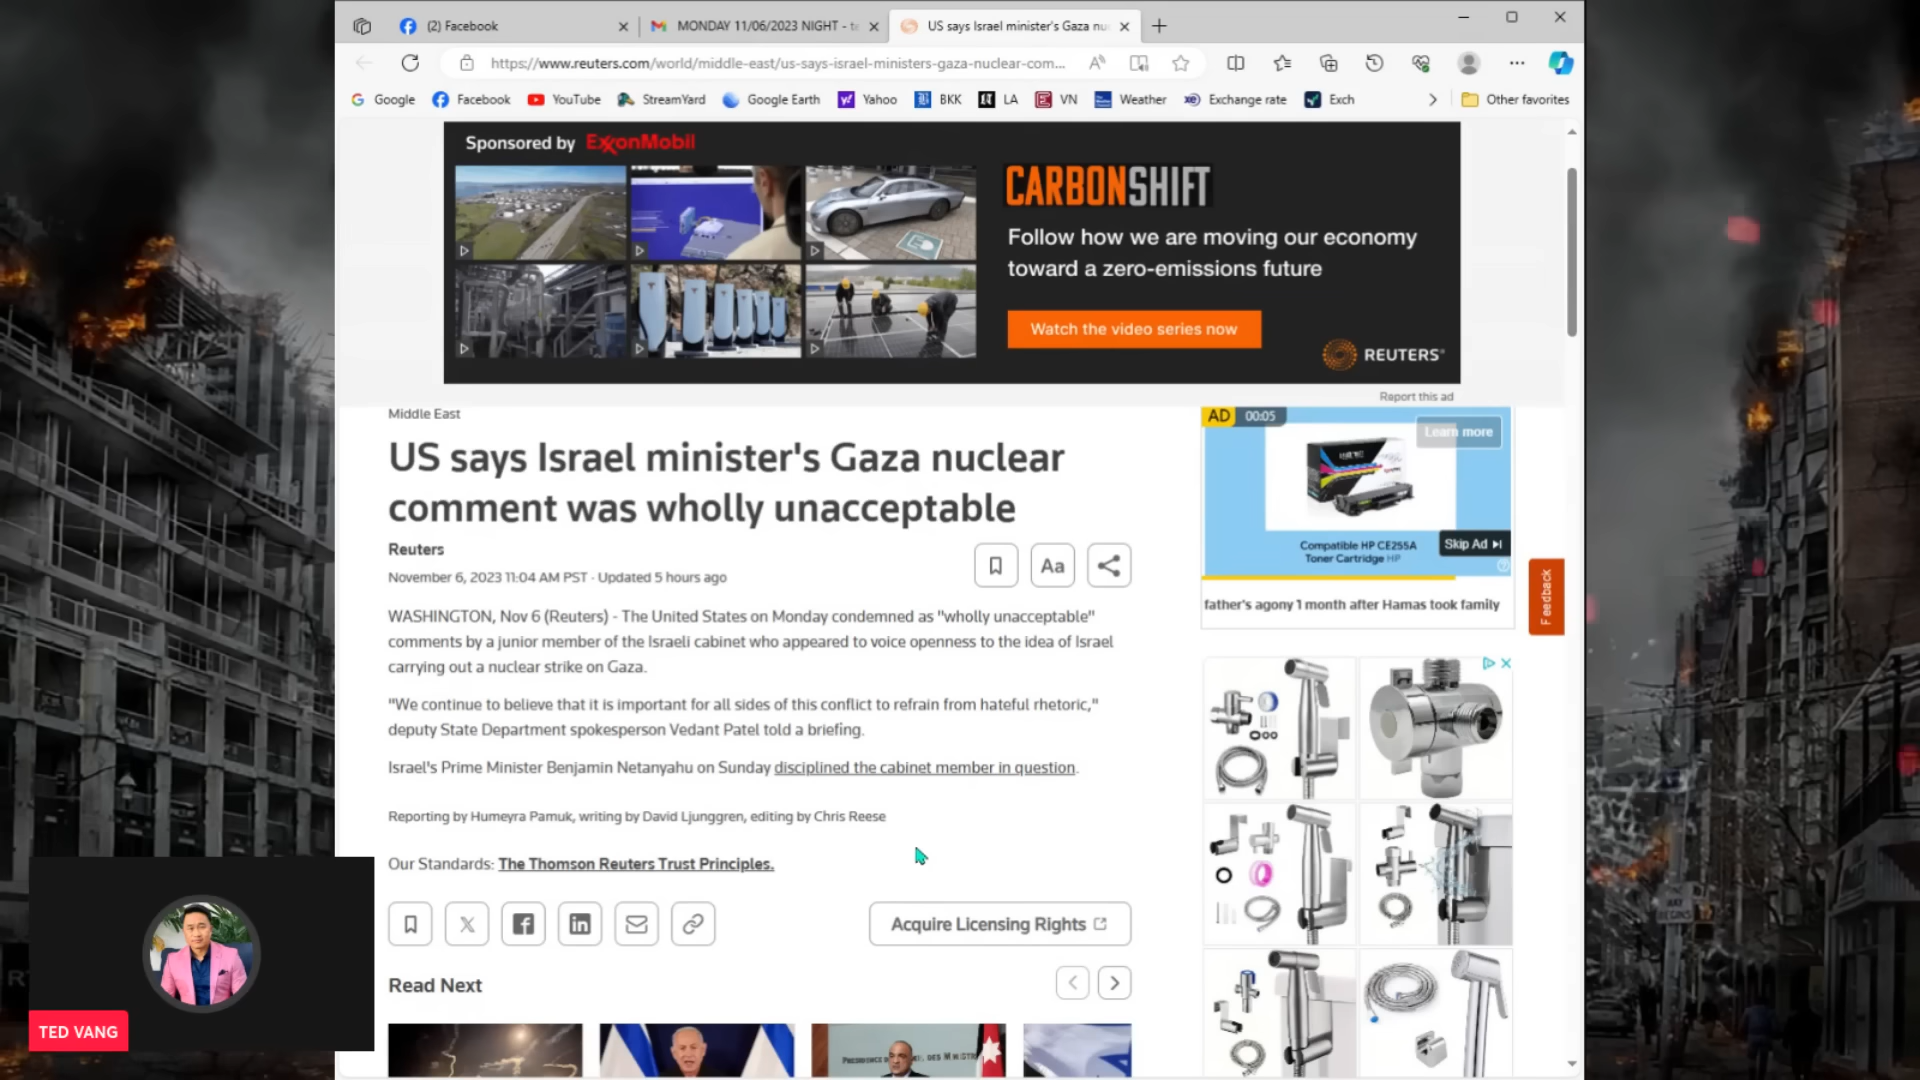 (2) Facebook
MONDAY 11/06/2023 NIGHT - te
US says Israel minister's Gaza nu
https://www.reuters.com/world/middle-east/us-says-israel-ministers-gaza-nuclear-com...
Google Facebook YouTube StreamYard Google Earth Yahoo BKK LA VN Weather Exchange rate Exch Other favorites
Sponsored by ExxonMobil
CARBONSHIFT
Follow how we are moving our economy
toward a zero-emissions future
Watch the video series now
REUTERS
Report this ad
Middle East
US says Israel minister's Gaza nuclear
comment was wholly unacceptable
Reuters
November 6, 2023 11:04 AM PST · Updated 5 hours ago
Aa
WASHINGTON, Nov 6 (Reuters) - The United States on Monday condemned as "wholly unacceptable"
comments by a junior member of the Israeli cabinet who appeared to voice openness to the idea of Israel
carrying out a nuclear strike on Gaza.
"We continue to believe that it is important for all sides of this conflict to refrain from hateful rhetoric,"
deputy State Department spokesperson Vedant Patel told a briefing.
Israel's Prime Minister Benjamin Netanyahu on Sunday disciplined the cabinet member in question.
Reporting by Humeyra Pamuk, writing by David Ljunggren, editing by Chris Reese
Our Standards: The Thomson Reuters Trust Principles.
Acquire Licensing Rights
Read Next
AD 00:05
Learn more
Compatible HP CE255A
Toner Cartridge HP
Skip Ad
father's agony 1 month after Hamas took family
Feedback
TED VANG